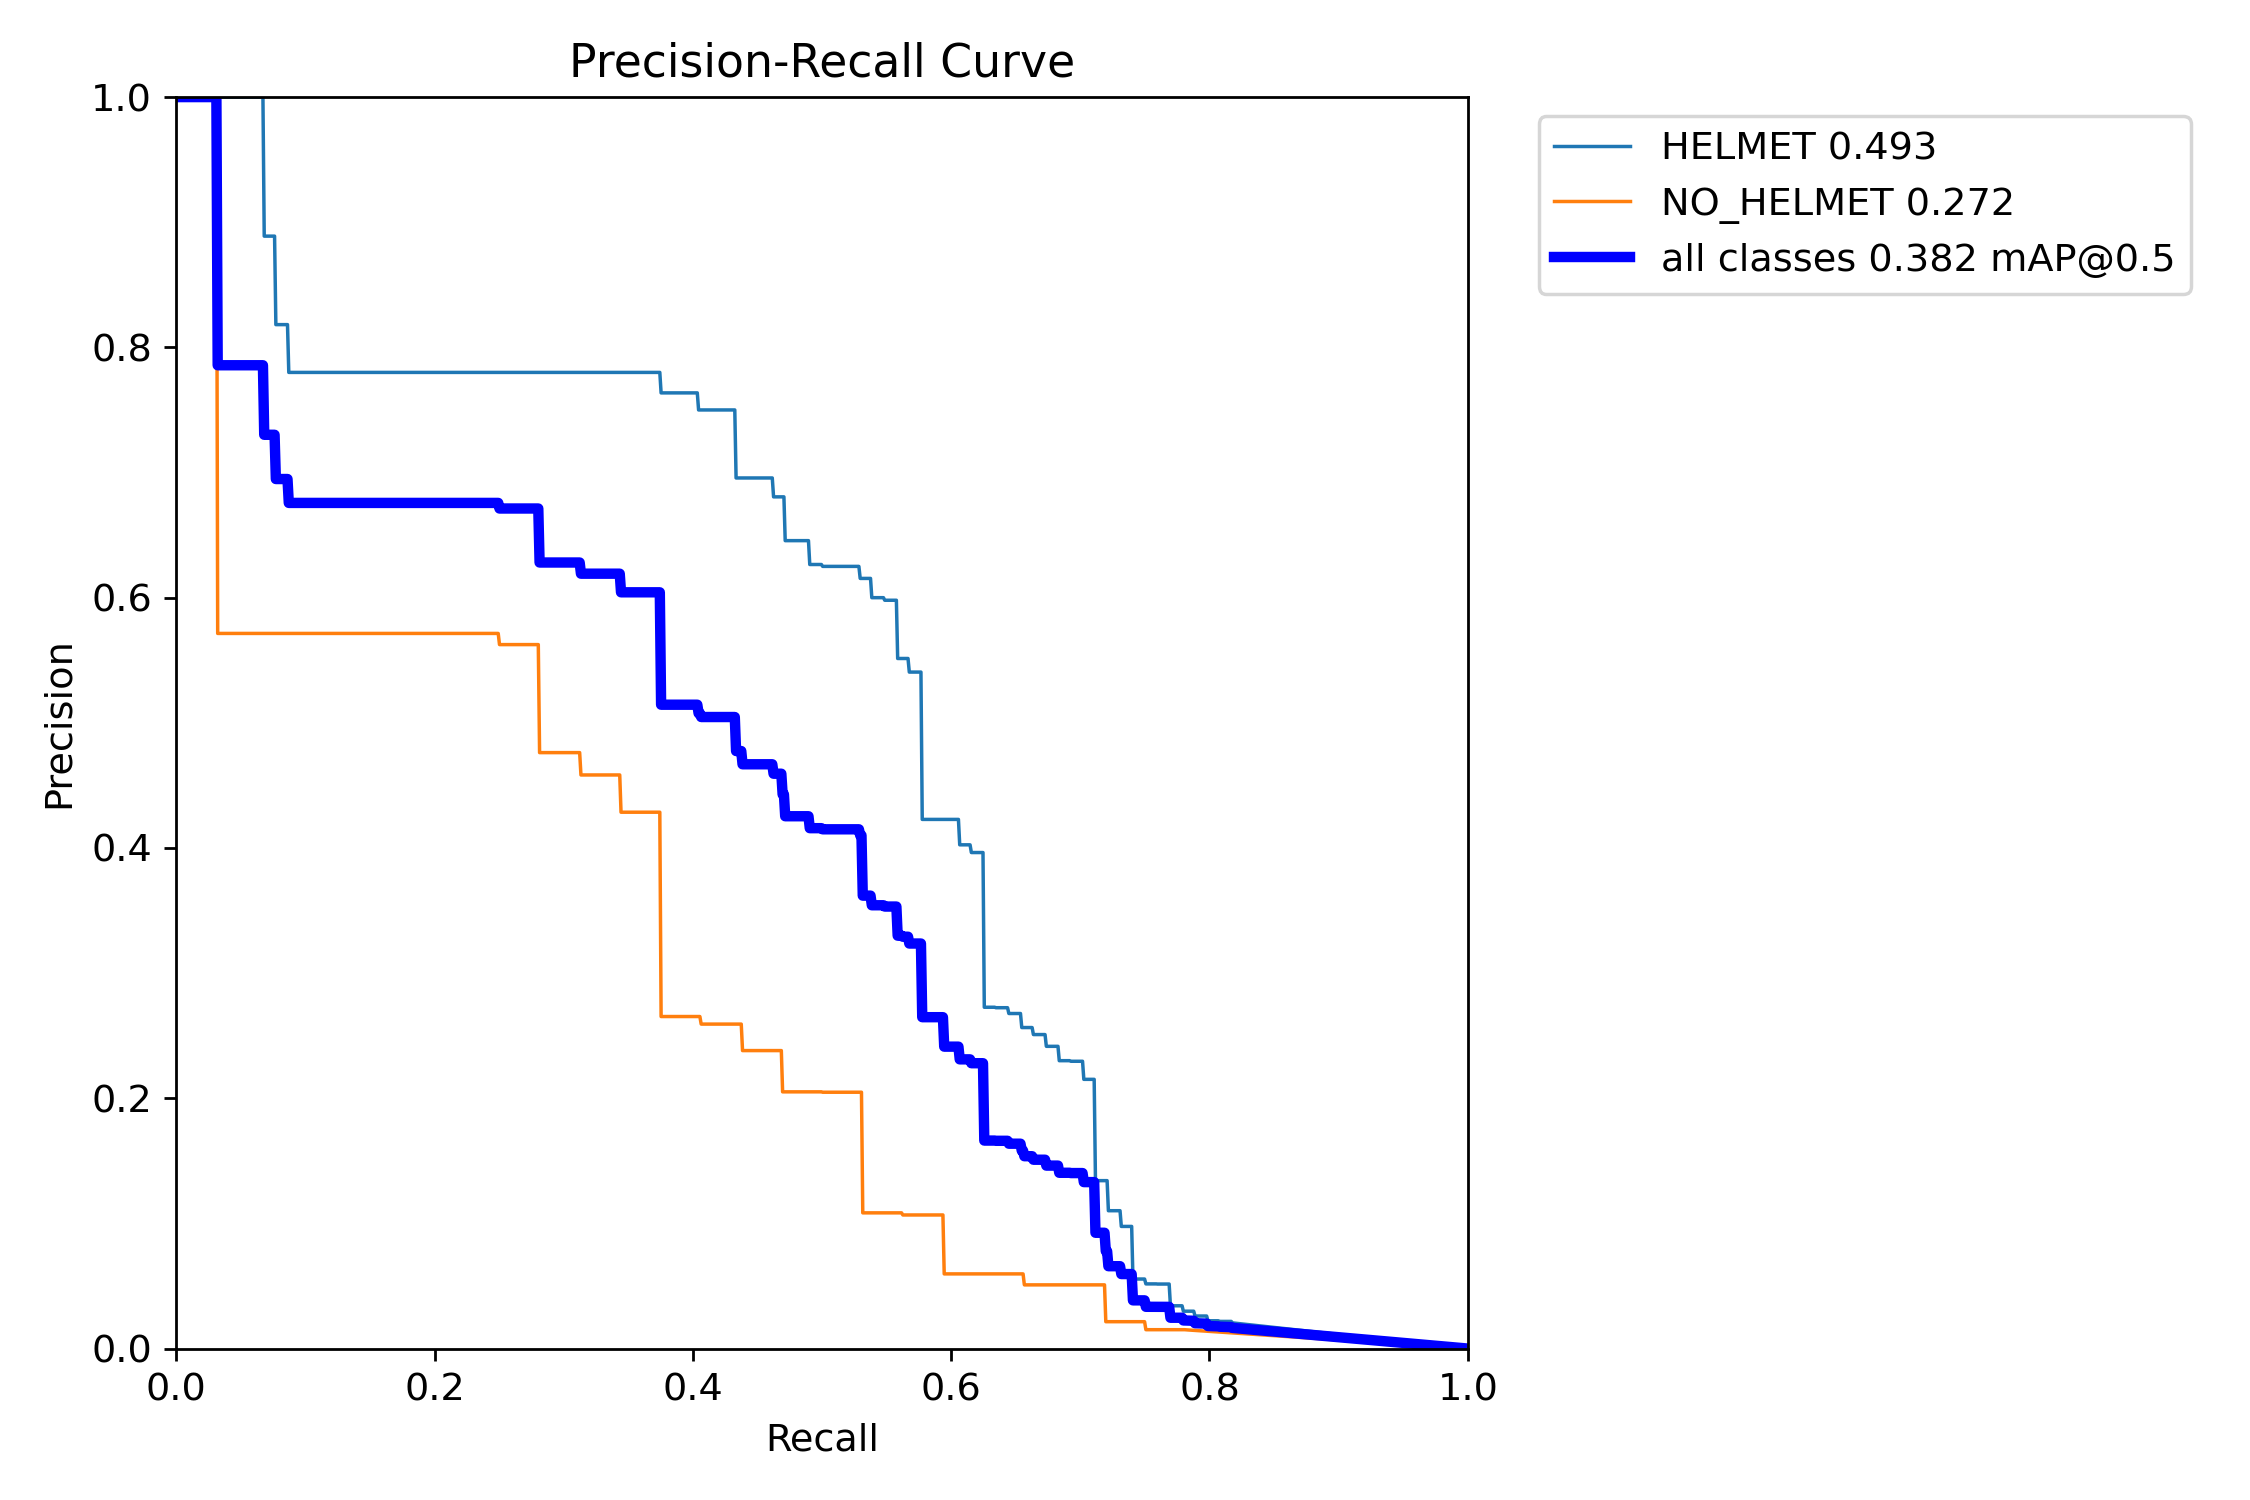 Precision-Recall Curve
HELMET 0.493
NO_HELMET 0.272
all classes 0.382 mAP@0.5
Precision
1.0
0.8
0.6
0.4
0.2
0.0
0.0 0.2 0.4 0.6 0.8 1.0
Recall